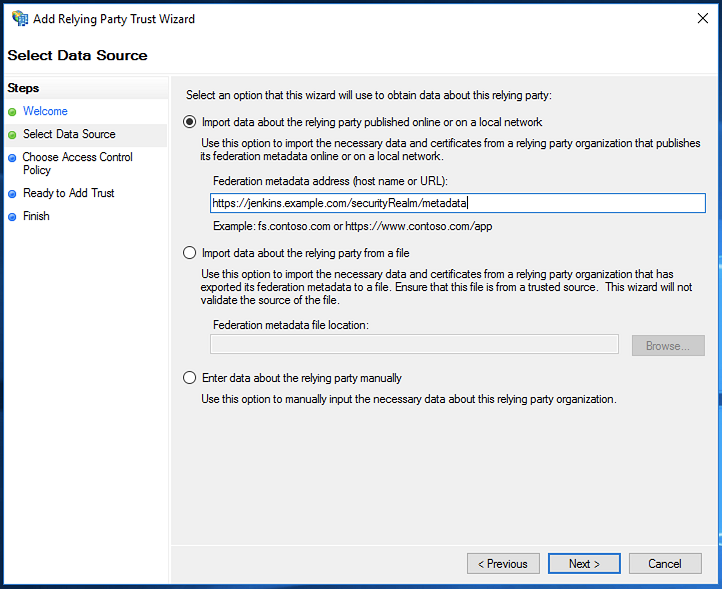 Add Relying Party Trust Wizard
Select Data Source
Steps
Welcome
Select Data Source
Choose Access Control
Policy
Ready to Add Trust
Finish
Select an option that this wizard will use to obtain data about this relying party:
Import data about the relying party published online or on a local network
Use this option to import the necessary data and certificates from a relying party organization that publishes
its federation metadata online or on a local network.
Federation metadata address (host name or URL):
https://jenkins.example.com/securityRealm/metadata
Example: fs.contoso.com or https://www.contoso.com/app
Import data about the relying party from a file
Use this option to import the necessary data and certificates from a relying party organization that has
exported its federation metadata to a file. Ensure that this file is from a trusted source.  This wizard will not
validate the source of the file.
Federation metadata file location:
Browse...
Enter data about the relying party manually
Use this option to manually input the necessary data about this relying party organization.
< Previous
Next >
Cancel